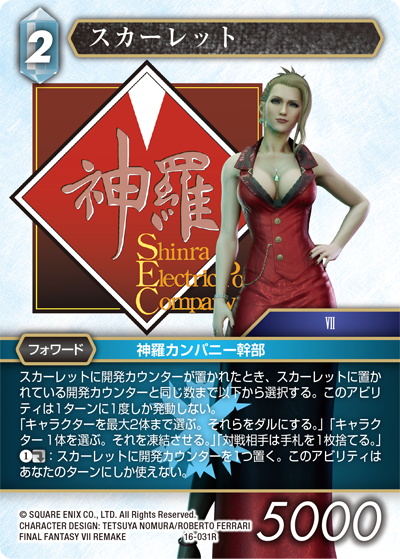 2
スカーレット
神羅
Shinra
Electric Po
Company
VII
フォワード
神羅カンパニー幹部
スカーレットに開発カウンターが置かれたとき、スカーレットに置か
れている開発カウンターと同じ数まで以下から選択する。このアビリ
ティは1ターンに1度しか発動しない。
「キャラクターを最大2体まで選ぶ。それらをダルにする。」「キャラ
クター1体を選ぶ。それを凍結させる。」「対戦相手は手札を1枚捨てる。」
1:スカーレットに開発カウンターを1つ置く。このアビリティは
あなたのターンにしか使えない。
© SQUARE ENIX CO., LTD. All Rights Reserved.
CHARACTER DESIGN: TETSUYA NOMURA/ROBERTO FERRARI
FINAL FANTASY VII REMAKE
16-031R
5000